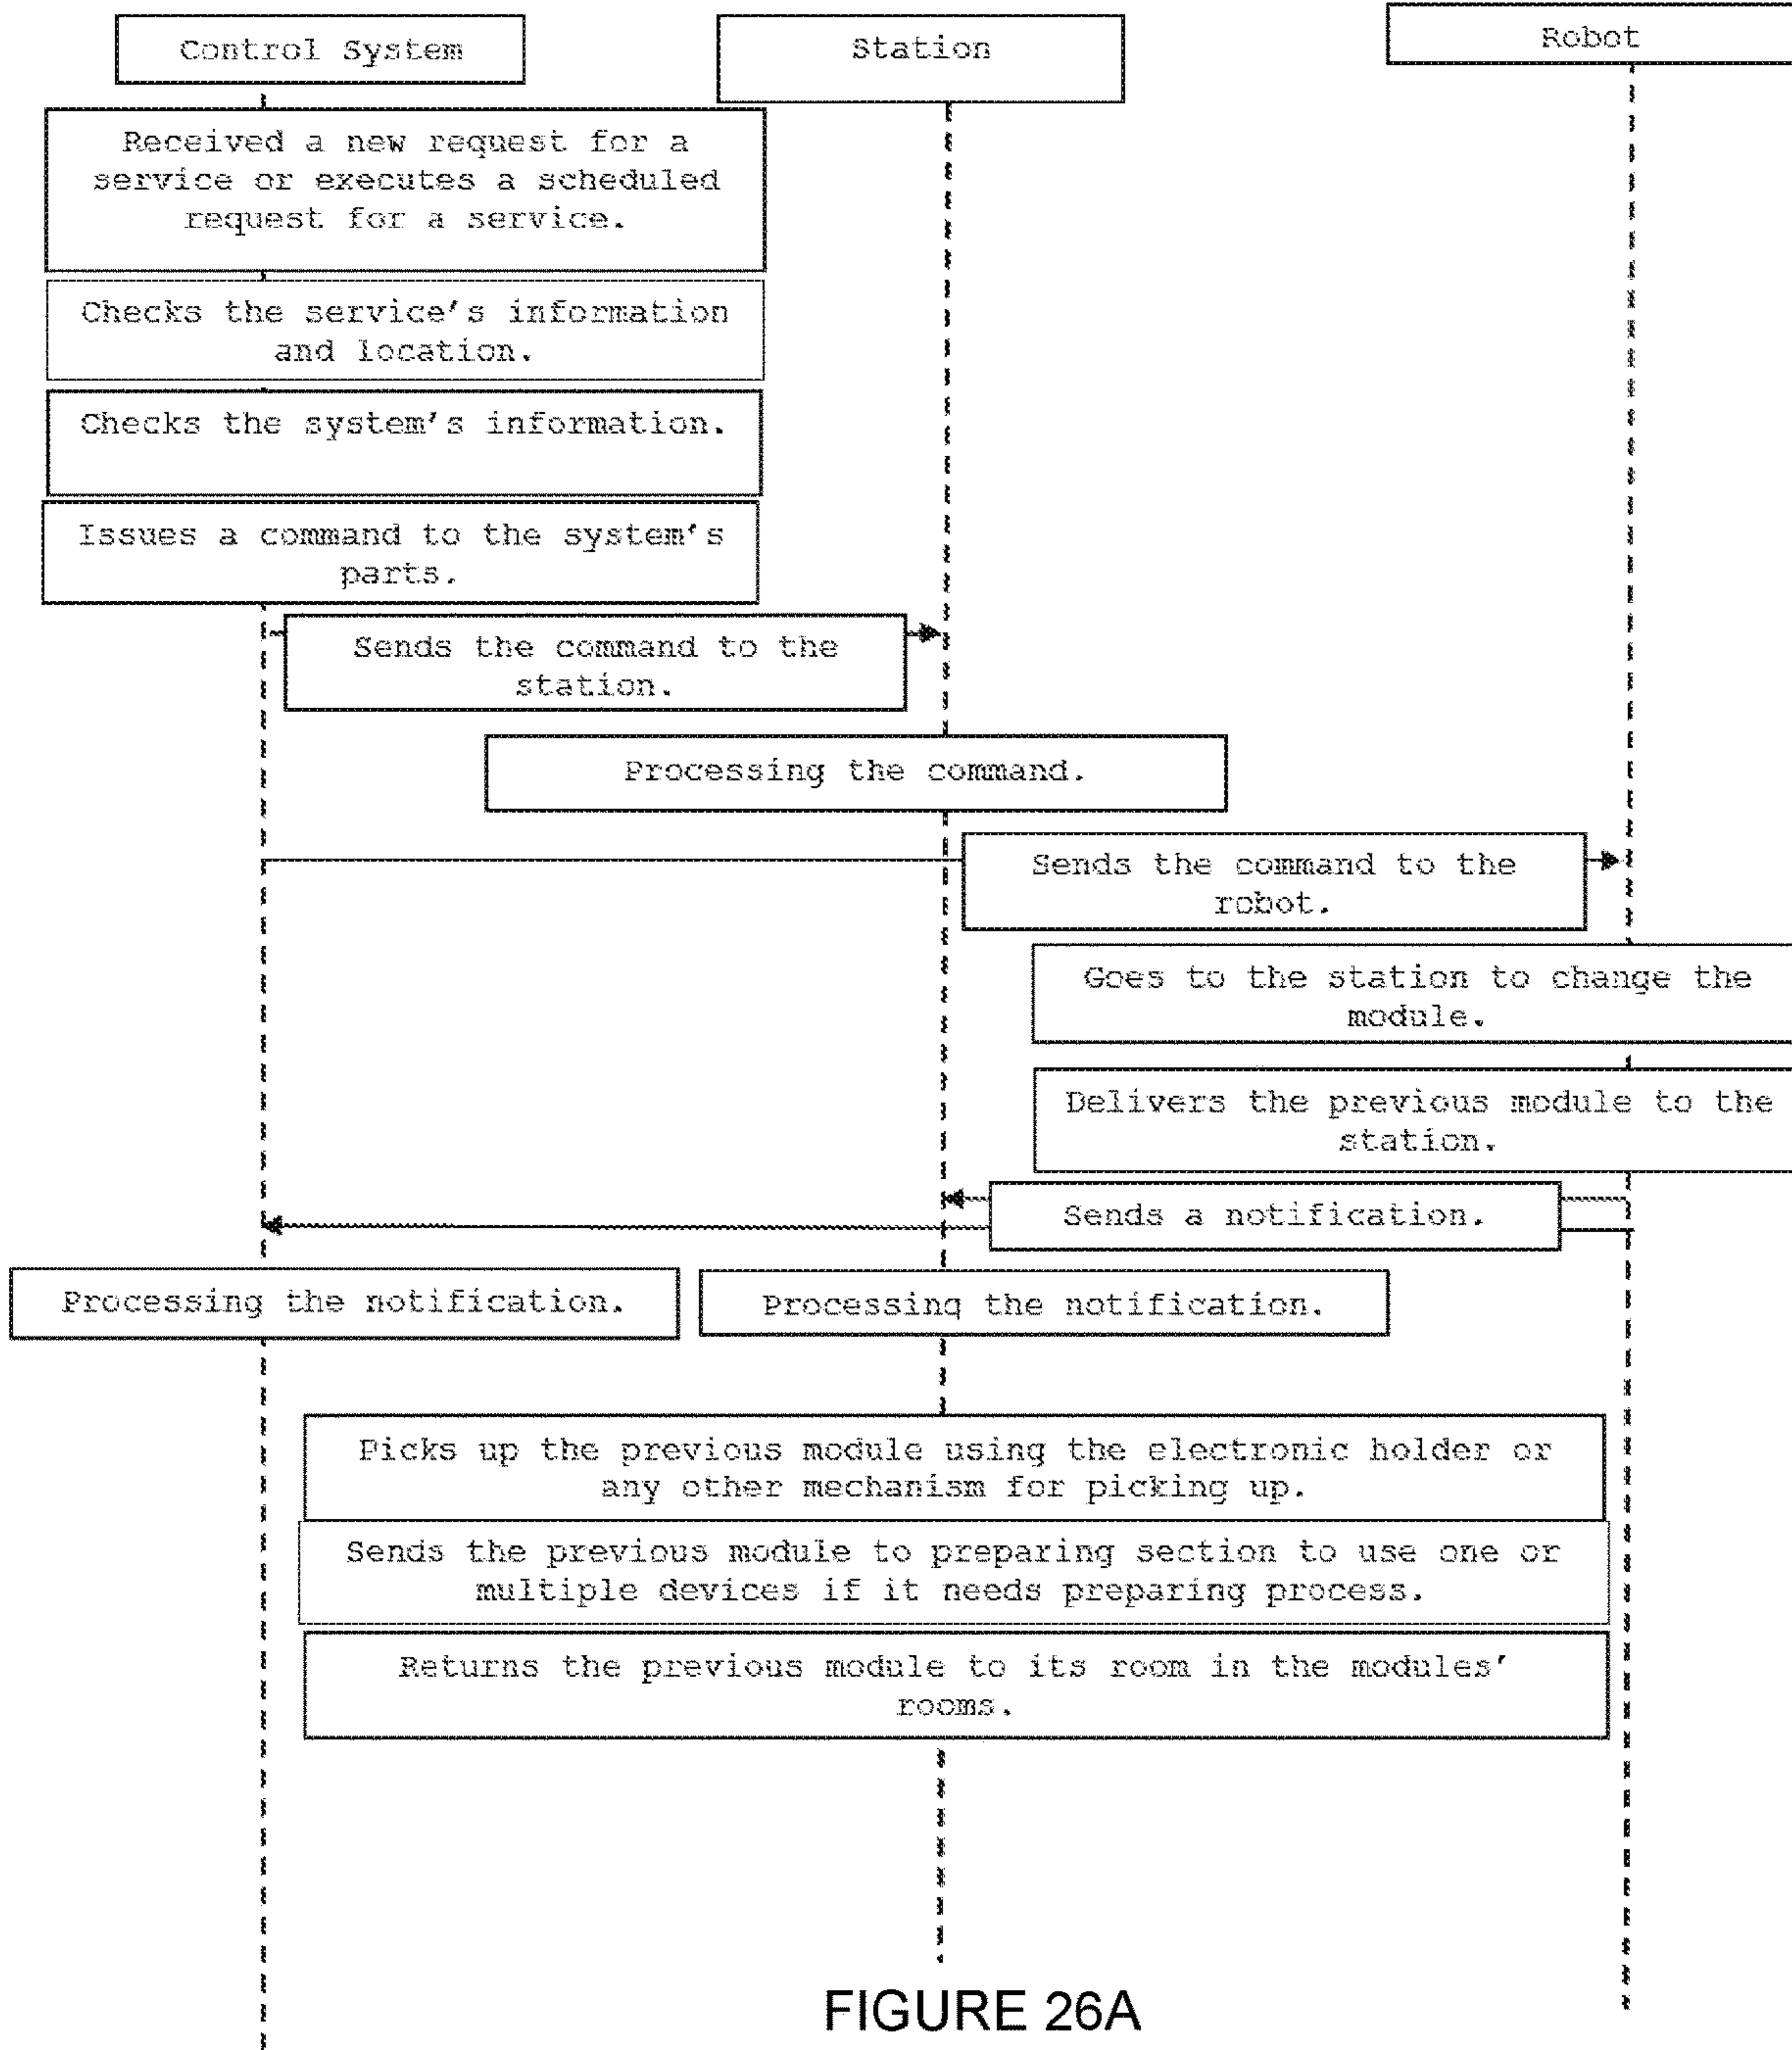 Control System
Station
Robot
Received a new request for a
service or executes a scheduled
request for a service.
Checks the service's information
and location.
Checks the system's information.
Issues a command to the system's
parts.
Sends the command to the
station.
Processing the command.
Sends the command to the
robot.
Goes to the station to change the
module.
Delivers the previous module to the
station.
Sends a notification.
Processing the notification.
Processing the notification.
Picks up the previous module using the electronic holder or
any other mechanism for picking up.
Sends the previous module to preparing section to use one or
multiple devices if it needs preparing process.
Returns the previous module to its room in the modules'
rooms.
FIGURE 26A